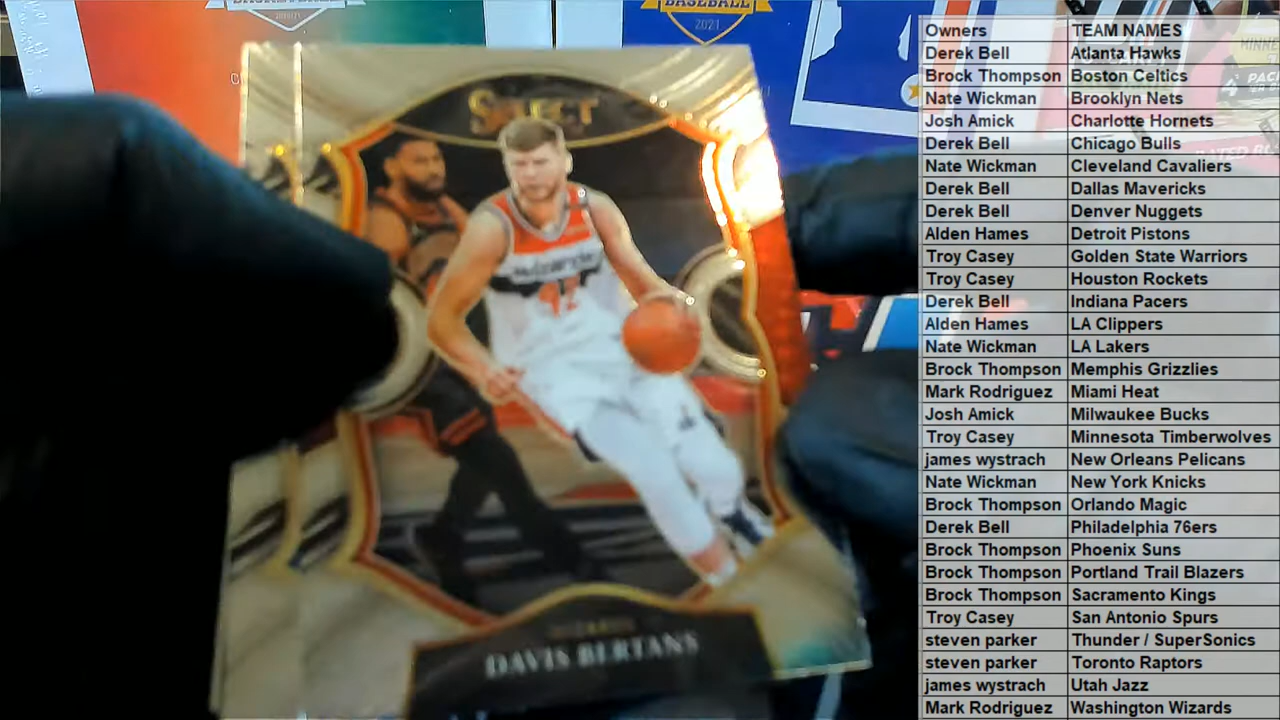 BASEBALL
2021
SELECT
Wizards
42
WIZARDS
DAVIS BERTANS
Owners TEAM NAMES
Derek Bell Atlanta Hawks
Brock Thompson Boston Celtics
Nate Wickman Brooklyn Nets
Josh Amick Charlotte Hornets
Derek Bell Chicago Bulls
Nate Wickman Cleveland Cavaliers
Derek Bell Dallas Mavericks
Derek Bell Denver Nuggets
Alden Hames Detroit Pistons
Troy Casey Golden State Warriors
Troy Casey Houston Rockets
Derek Bell Indiana Pacers
Alden Hames LA Clippers
Nate Wickman LA Lakers
Brock Thompson Memphis Grizzlies
Mark Rodriguez Miami Heat
Josh Amick Milwaukee Bucks
Troy Casey Minnesota Timberwolves
james wystrach New Orleans Pelicans
Nate Wickman New York Knicks
Brock Thompson Orlando Magic
Derek Bell Philadelphia 76ers
Brock Thompson Phoenix Suns
Brock Thompson Portland Trail Blazers
Brock Thompson Sacramento Kings
Troy Casey San Antonio Spurs
steven parker Thunder / SuperSonics
steven parker Toronto Raptors
james wystrach Utah Jazz
Mark Rodriguez Washington Wizards